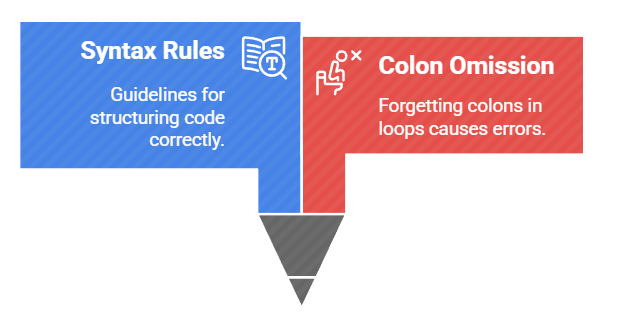 Syntax Rules
Guidelines for
structuring code
correctly.
T
Colon Omission
Forgetting colons in
loops causes errors.